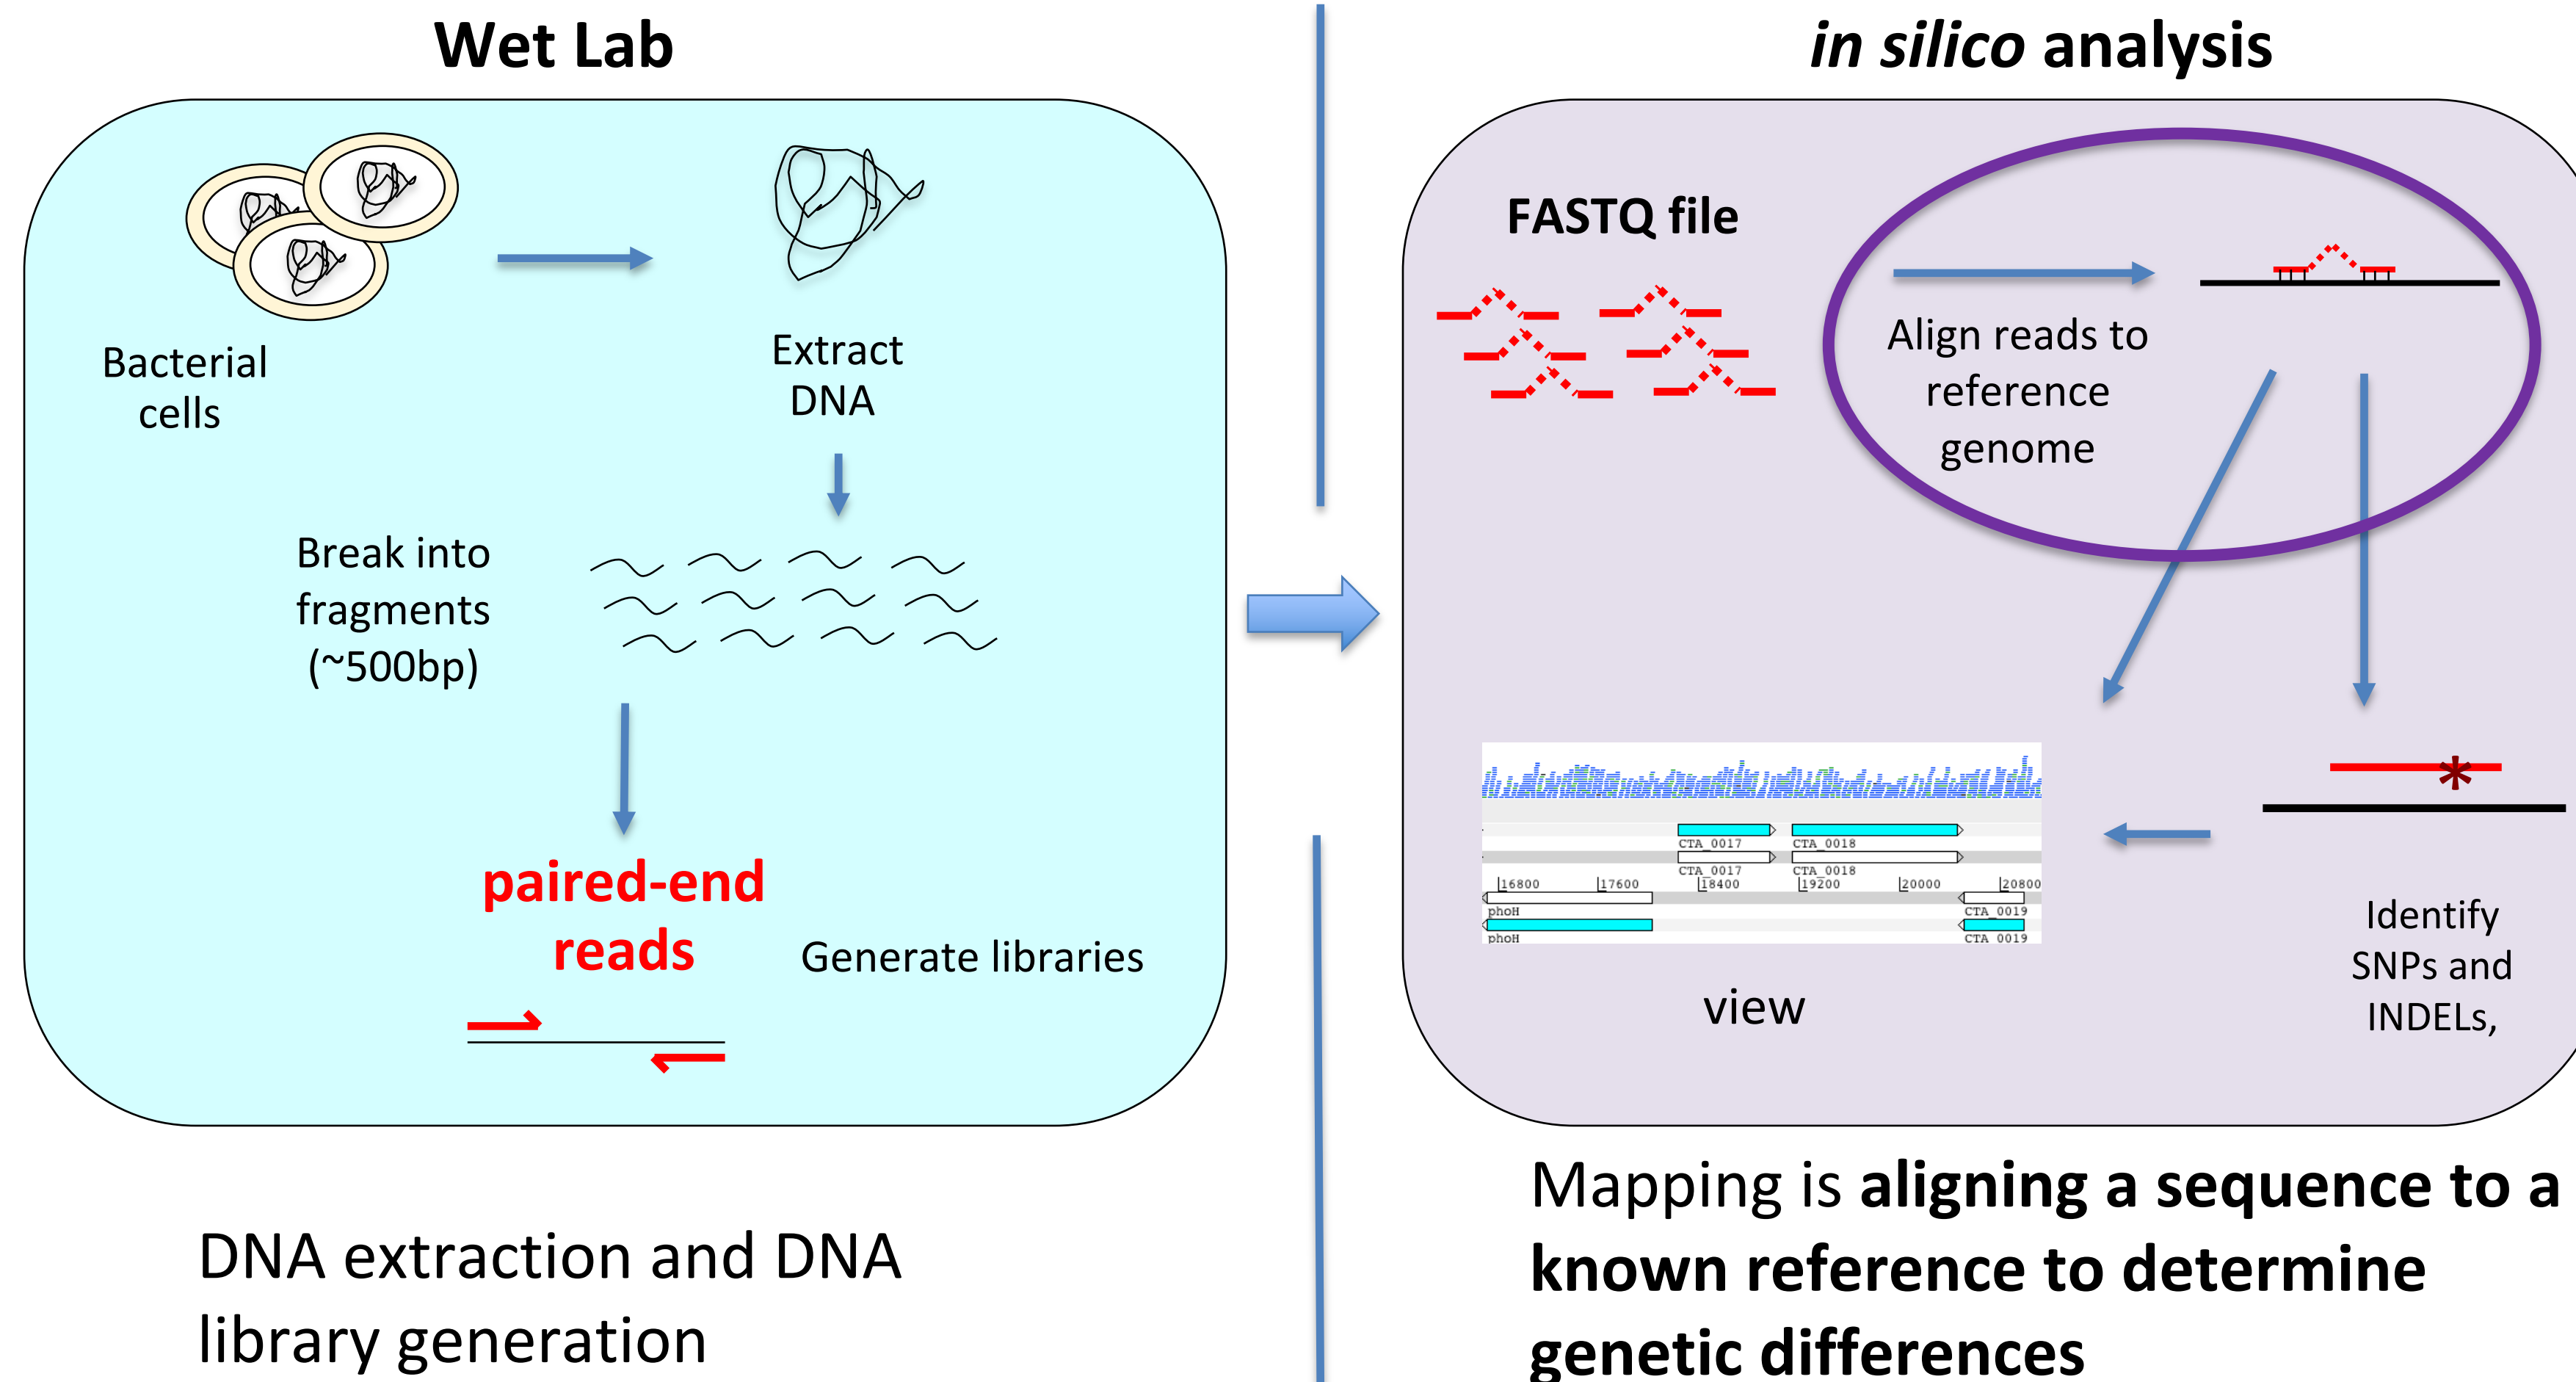 Wet Lab
Bacterial
cells
Extract
DNA
Break into
fragments
(~500bp)
paired-end
reads
Generate libraries
DNA extraction and DNA
library generation
in silico analysis
FASTQ file
Align reads to
reference
genome
CTA_0017 CTA_0018
CTA_0017 CTA_0018
16800 17600 18400 19200 20000 20800
phoH CTA_0019
phoH CTA_0019
view
Identify
SNPs and
INDELs,
Mapping is aligning a sequence to a
known reference to determine
genetic differences